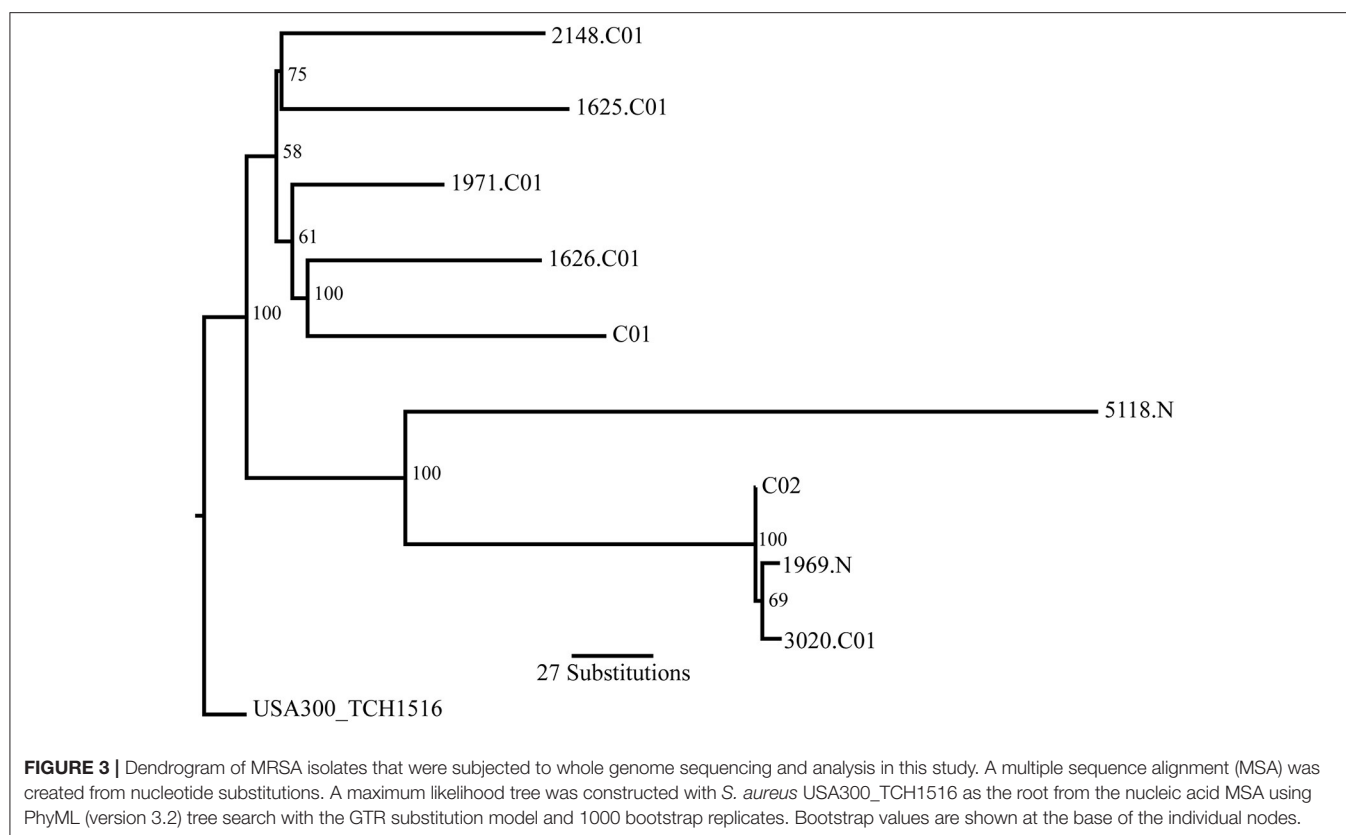 2148.C01
75
1625.C01
58
1971.C01
61
1626.C01
100
100
C01
5118.N
100
C02
100
1969.N
69
3020.C01
27 Substitutions
USA300_TCH1516
FIGURE 3 | Dendrogram of MRSA isolates that were subjected to whole genome sequencing and analysis in this study. A multiple sequence alignment (MSA) was
created from nucleotide substitutions. A maximum likelihood tree was constructed with S. aureus USA300_TCH1516 as the root from the nucleic acid MSA using
PhyML (version 3.2) tree search with the GTR substitution model and 1000 bootstrap replicates. Bootstrap values are shown at the base of the individual nodes.